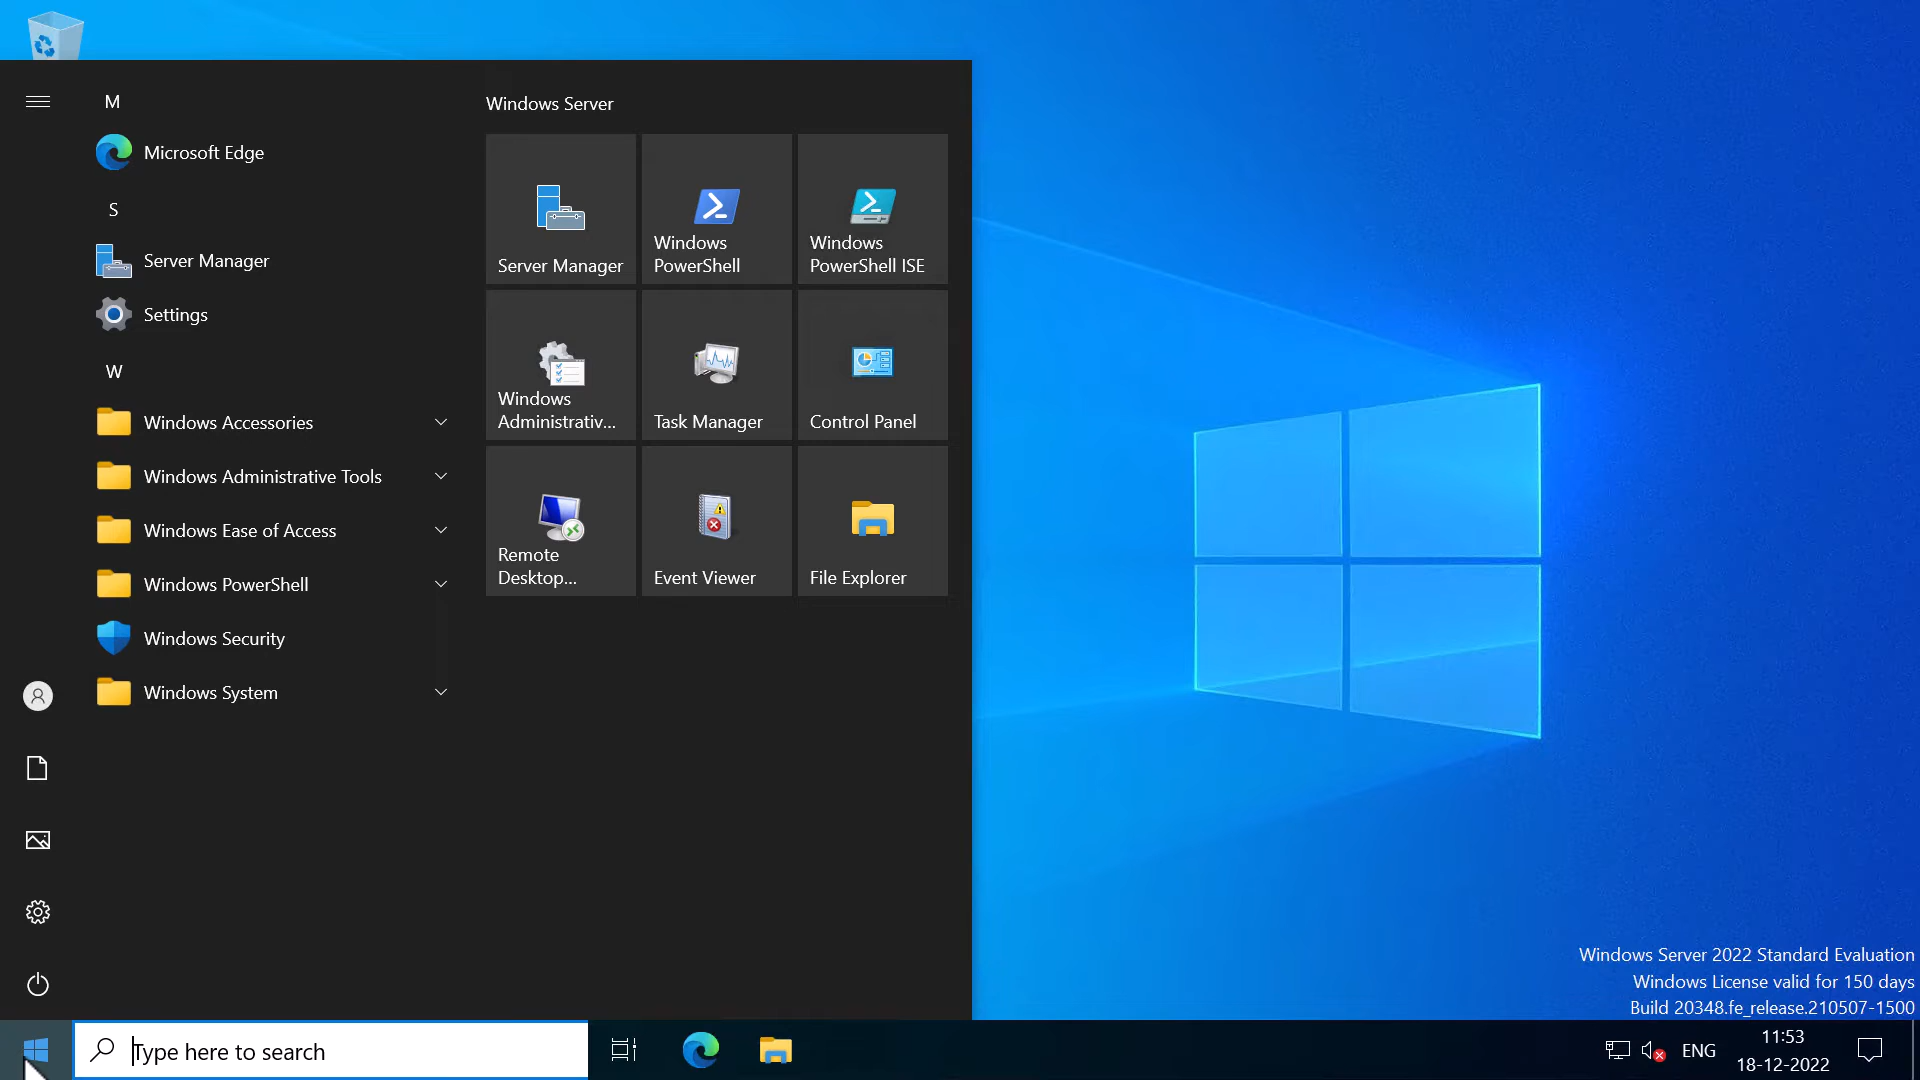 M
Microsoft Edge
S
Server Manager
Settings
W
Windows Accessories
Windows Administrative Tools
Windows Ease of Access
Windows PowerShell
Windows Security
Windows System
Windows Server
Server Manager
Windows
PowerShell
Windows
PowerShell ISE
Windows
Administrativ...
Task Manager
Control Panel
Remote
Desktop...
Event Viewer
File Explorer
Windows Server 2022 Standard Evaluation
Windows License valid for 150 days
Build 20348.fe_release.210507-1500
Type here to search
ENG
11:53
18-12-2022